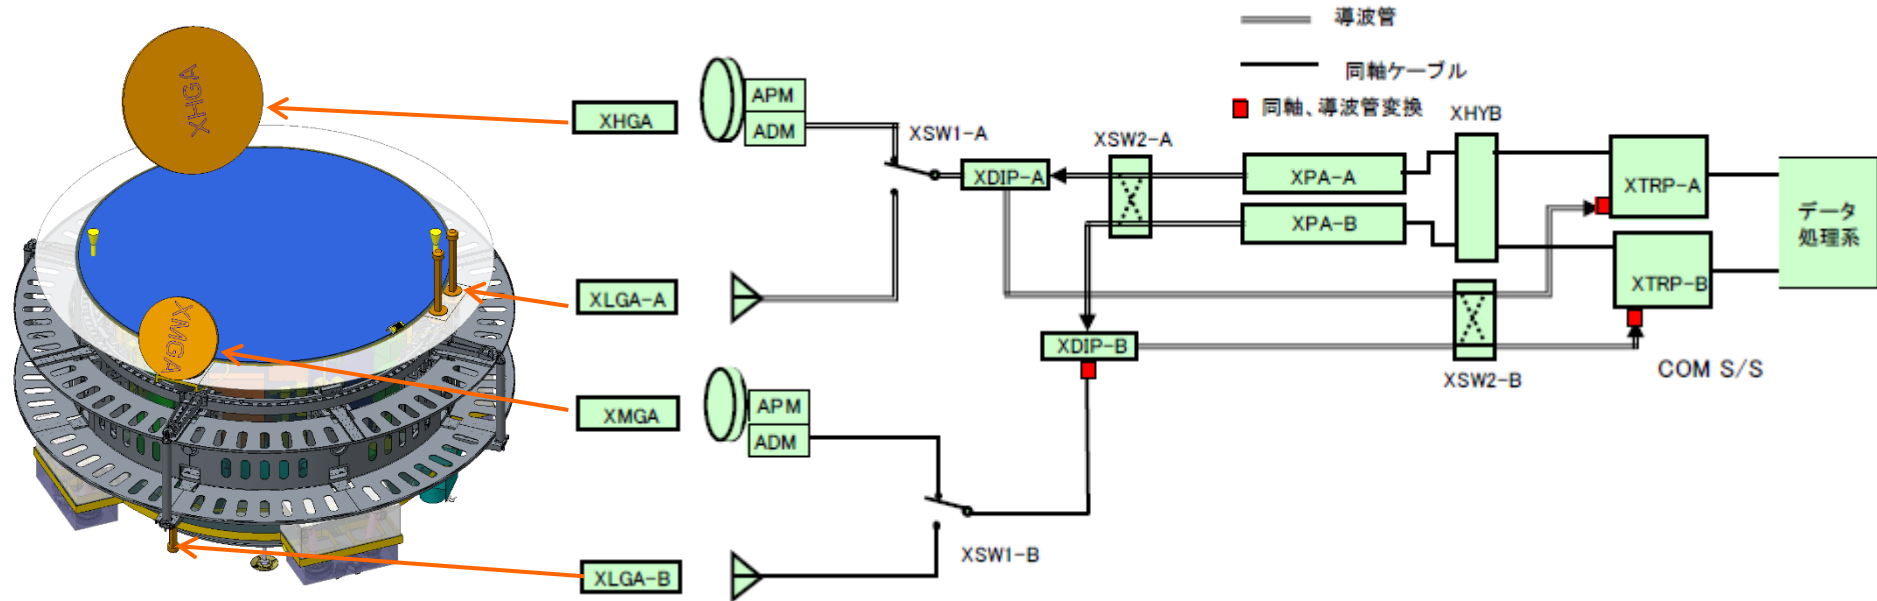 導波管
同軸ケーブル
同軸、導波管変換
XHGA
XHGA
APM
ADM
XSW1-A
XDIP-A
XSW2-A
XPA-A
XPA-B
XHYB
XTRP-A
XTRP-B
データ
処理系
XLGA-A
XDIP-B
XSW2-B
COM S/S
XMGA
XMGA
APM
ADM
XSW1-B
XLGA-B